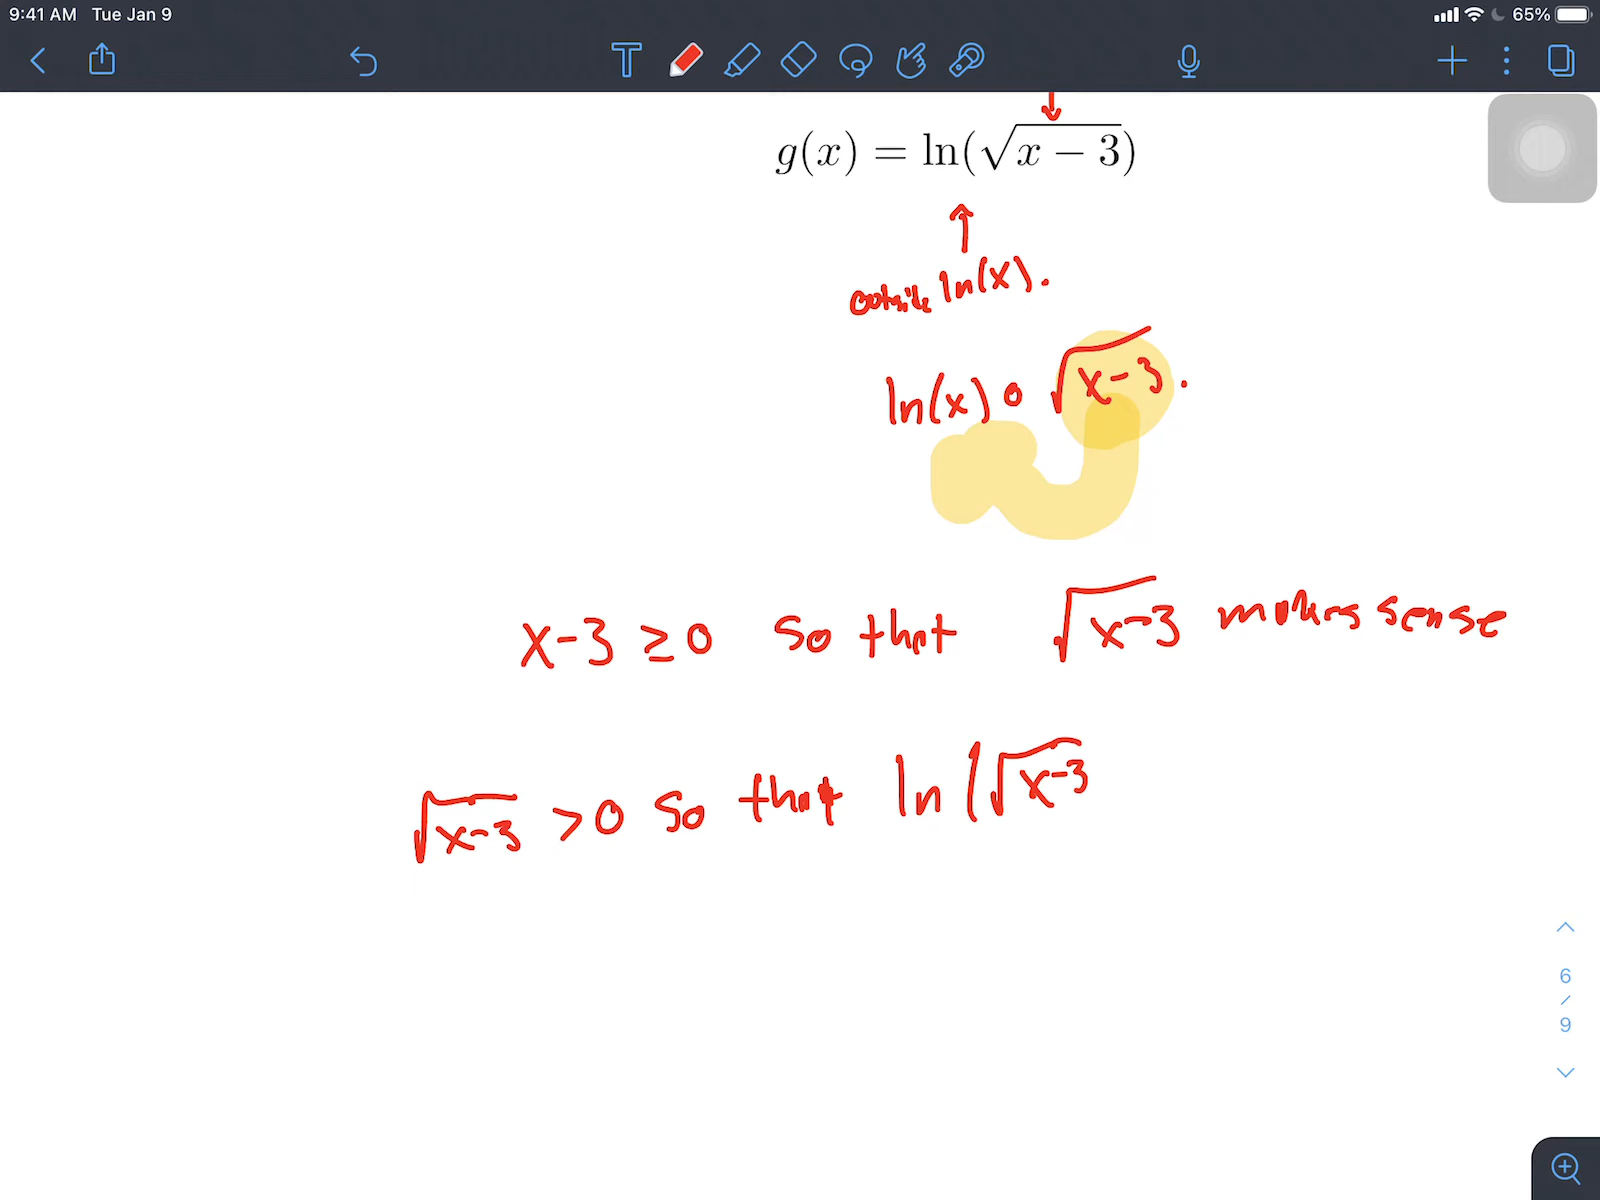 9:41 AM Tue Jan 9 65%
g(x) = ln(√x − 3)
outside ln(x).
ln(x) ∘ √x-3 .
x-3 ≥ 0 so that √x-3 makes sense
√x-3 > 0 so that ln(√x-3
6
/
9